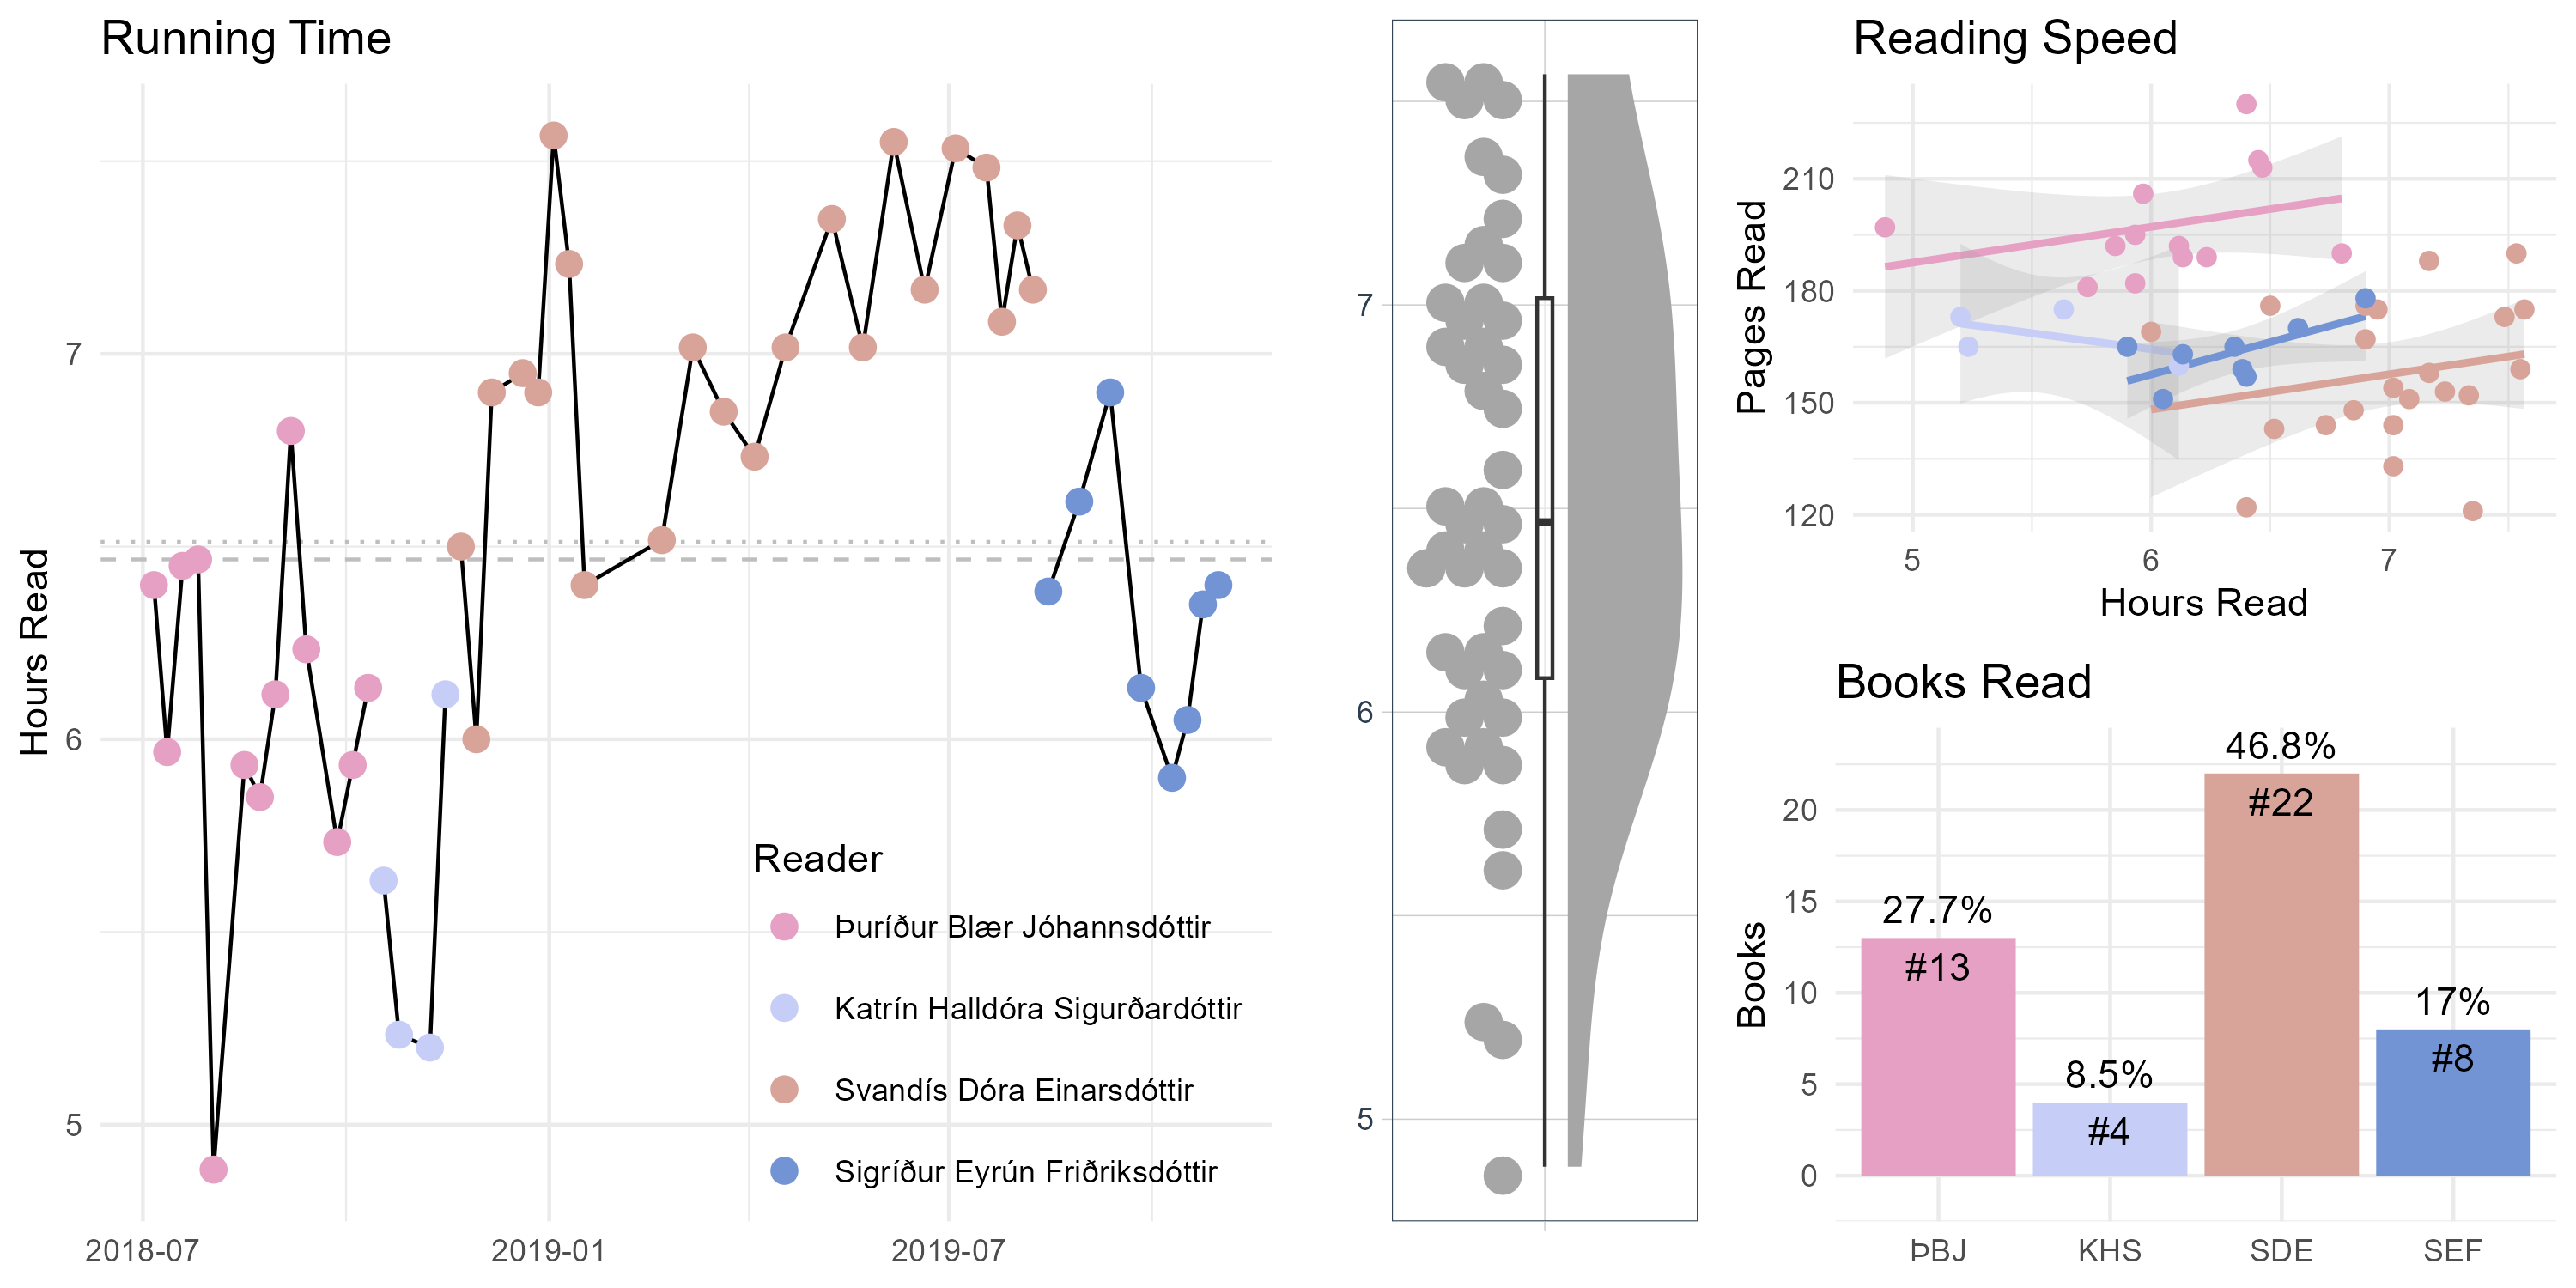 Running Time
Hours Read
7
6
5
2018-07
2019-01
2019-07
Reader
Þuríður Blær Jóhannsdóttir
Katrín Halldóra Sigurðardóttir
Svandís Dóra Einarsdóttir
Sigríður Eyrún Friðriksdóttir
7
6
5
Reading Speed
Pages Read
210
180
150
120
5
6
7
Hours Read
Books Read
Books
20
15
10
5
0
27.7%
#13
8.5%
#4
46.8%
#22
17%
#8
ÞBJ
KHS
SDE
SEF